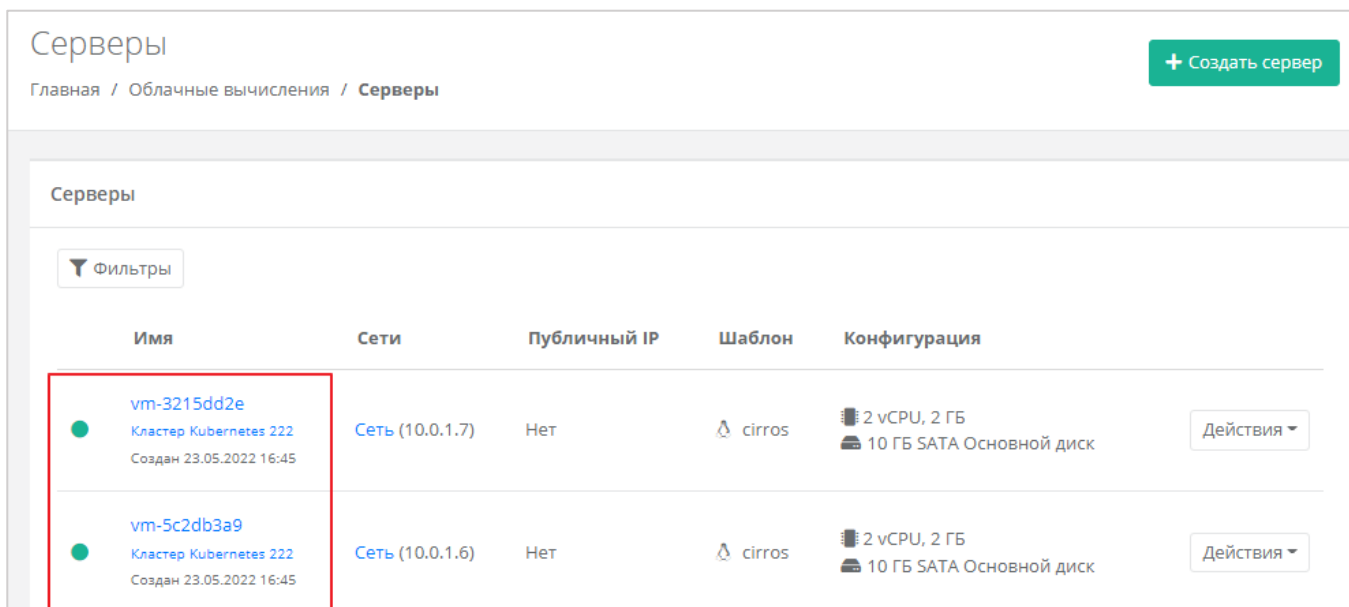 Серверы
+ Создать сервер
Главная / Облачные вычисления / Серверы
Серверы
Фильтры
Имя Сети Публичный IP Шаблон Конфигурация
vm-3215dd2e
Кластер Kubernetes 222
Создан 23.05.2022 16:45
Сеть (10.0.1.7)
Нет
cirros
2 vCPU, 2 ГБ
10 ГБ SATA Основной диск
Действия
vm-5c2db3a9
Кластер Kubernetes 222
Создан 23.05.2022 16:45
Сеть (10.0.1.6)
Нет
cirros
2 vCPU, 2 ГБ
10 ГБ SATA Основной диск
Действия